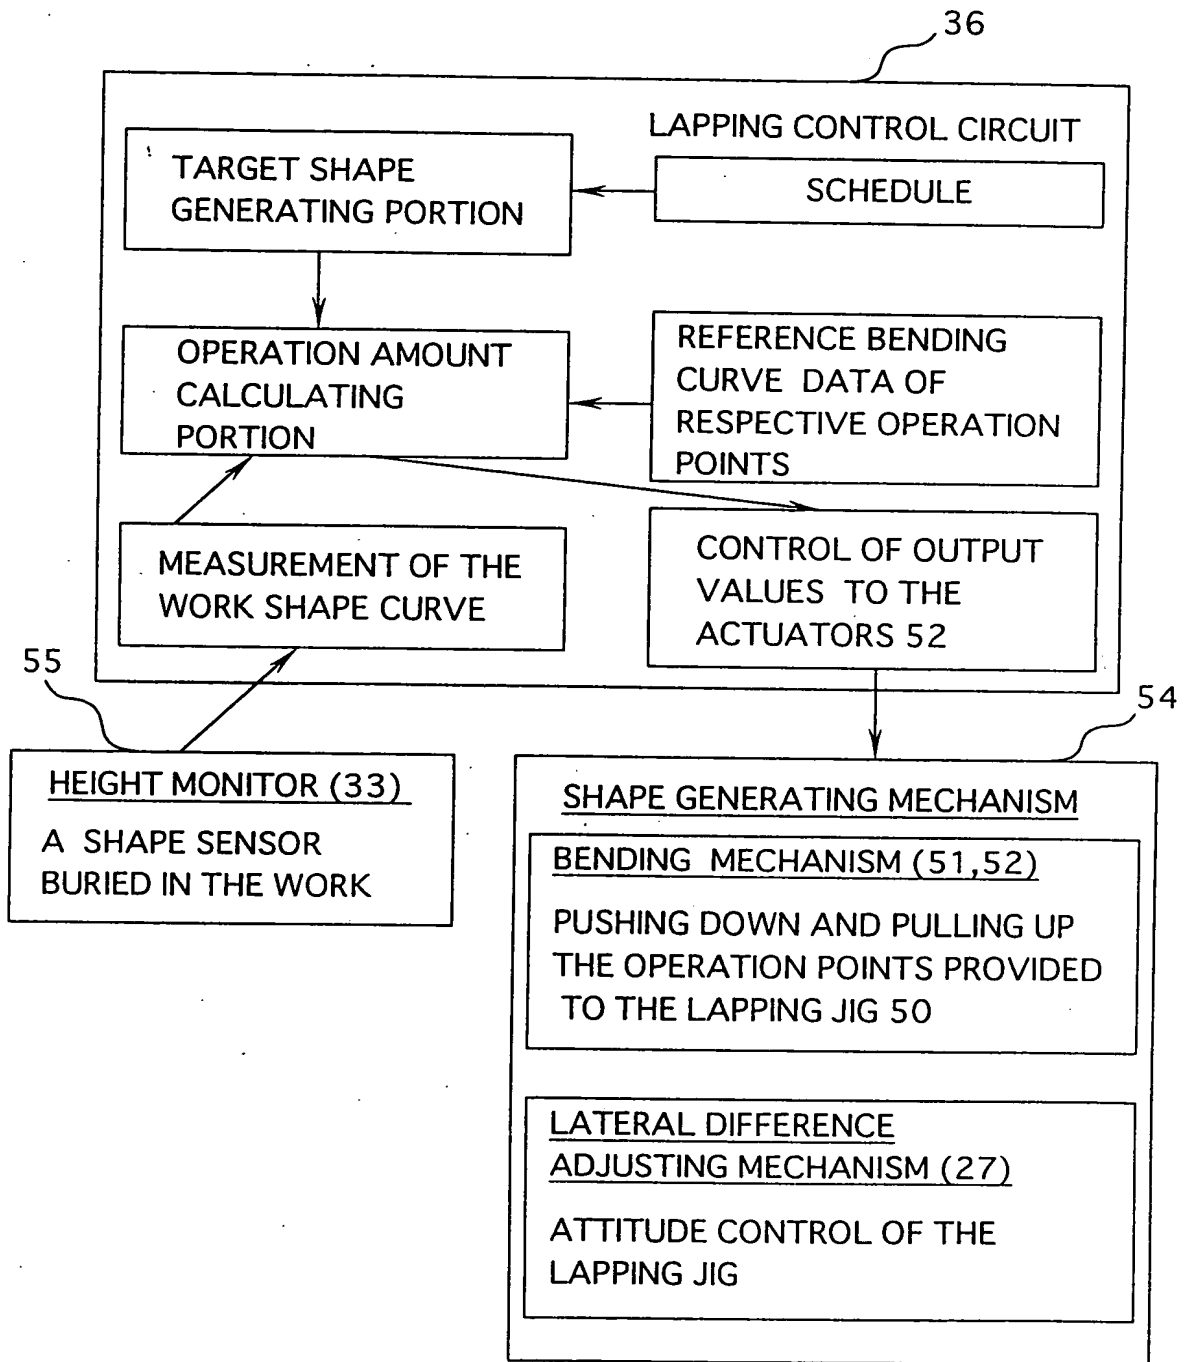 36
LAPPING CONTROL CIRCUIT
TARGET SHAPE
GENERATING PORTION
SCHEDULE
OPERATION AMOUNT
CALCULATING
PORTION
REFERENCE BENDING
CURVE DATA OF
RESPECTIVE OPERATION
POINTS
MEASUREMENT OF THE
WORK SHAPE CURVE
CONTROL OF OUTPUT
VALUES TO THE
ACTUATORS 52
55
HEIGHT MONITOR (33)
A SHAPE SENSOR
BURIED IN THE WORK
54
SHAPE GENERATING MECHANISM
BENDING MECHANISM (51,52)
PUSHING DOWN AND PULLING UP
THE OPERATION POINTS PROVIDED
TO THE LAPPING JIG 50
LATERAL DIFFERENCE
ADJUSTING MECHANISM (27)
ATTITUDE CONTROL OF THE
LAPPING JIG